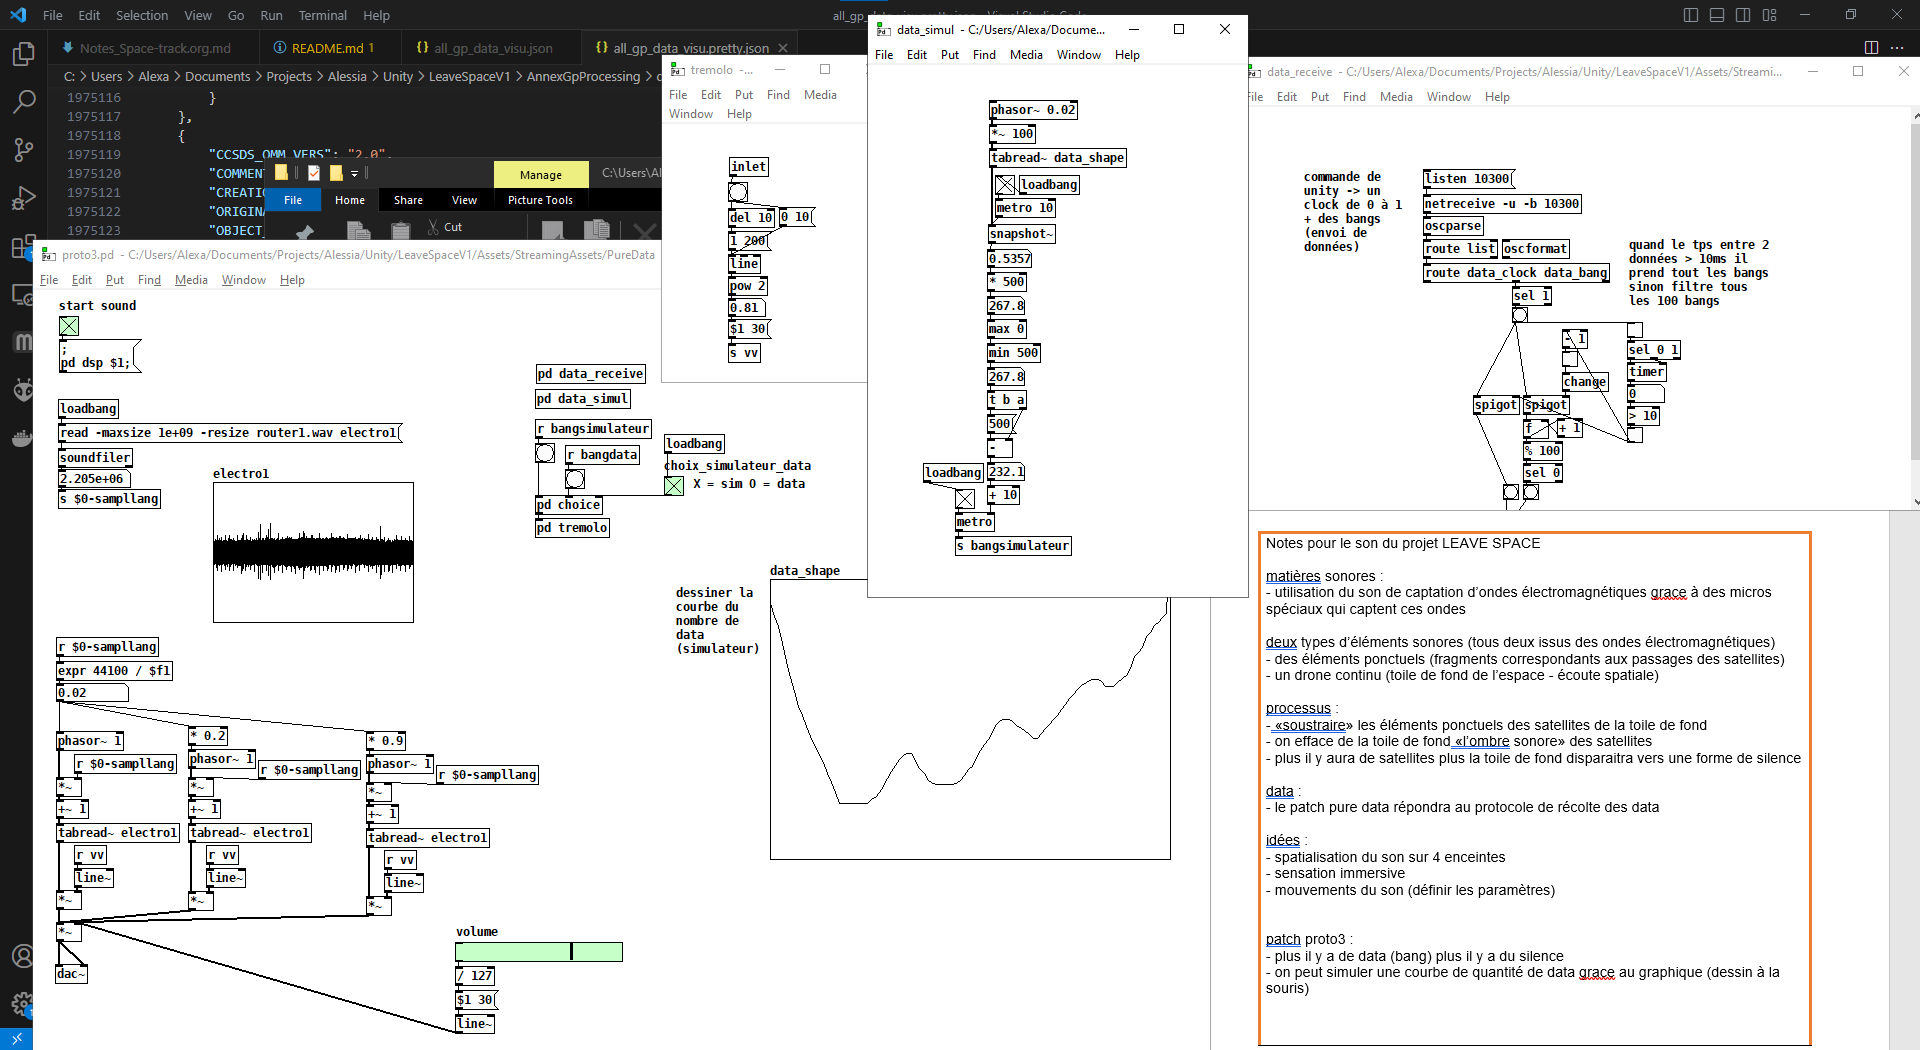 File Edit Selection View Go Run Terminal Help
Notes_Space-track.org.md
README.md 1
all_gp_data_visu.json
all_gp_data_visu.pretty.json
C: > Users > Alexa > Documents > Projects > Alessia > Unity > LeaveSpaceV1 > AnnexGpProcessing >
1975116 }
1975117 },
1975118 {
1975119 "CCSDS_OMM_VERS": "2.0",
1975120 "COMMEN
1975121 "CREATIO
1975122 "ORIGINA
1975123 "OBJECT_
Manage
C:\Users\Al
File Home Share View Picture Tools
Cut
proto3.pd - C:/Users/Alexa/Documents/Projects/Alessia/Unity/LeaveSpaceV1/Assets/StreamingAssets/PureData
File Edit Put Find Media Window Help
start sound
;
pd dsp $1;
loadbang
read -maxsize 1e+09 -resize router1.wav electro1
soundfiler
2.205e+06
s $0-sampllang
electro1
r $0-sampllang
expr 44100 / $f1
0.02
phasor~ 1
r $0-sampllang
*~
+~ 1
tabread~ electro1
r vv
line~
*~
*~
dac~
* 0.2
phasor~ 1
r $0-sampllang
*~
+~ 1
tabread~ electro1
r vv
line~
*~
* 0.9
phasor~ 1
r $0-sampllang
*~
+~ 1
tabread~ electro1
r vv
line~
*~
volume
/ 127
$1 30
line~
pd data_receive
pd data_simul
r bangsimulateur
r bangdata
loadbang
choix_simulateur_data
X = sim O = data
pd choice
pd tremolo
dessiner la
courbe du
nombre de
data
(simulateur)
data_shape
tremolo -...
File Edit Put Find Media
Window Help
inlet
del 10
0 10
1 200
line
pow 2
0.81
$1 30
s vv
data_simul - C:/Users/Alexa/Docume...
File Edit Put Find Media Window Help
phasor~ 0.02
*~ 100
tabread~ data_shape
loadbang
metro 10
snapshot~
0.5357
* 500
267.8
max 0
min 500
267.8
t b a
500
-
loadbang
232.1
+ 10
metro
s bangsimulateur
data_receive - C:/Users/Alexa/Documents/Projects/Alessia/Unity/LeaveSpaceV1/Assets/Streami...
File Edit Put Find Media Window Help
commande de
unity -> un
clock de 0 à 1
+ des bangs
(envoi de
données)
listen 10300
netreceive -u -b 10300
oscparse
route list
oscformat
route data_clock data_bang
sel 1
quand le tps entre 2
données > 10ms il
prend tout les bangs
sinon filtre tous
les 100 bangs
- 1
change
sel 0 1
timer
0
> 10
spigot
spigot
f
+ 1
% 100
sel 0
Notes pour le son du projet LEAVE SPACE
matières sonores :
- utilisation du son de captation d’ondes électromagnétiques grace à des micros
spéciaux qui captent ces ondes
deux types d’éléments sonores (tous deux issus des ondes électromagnétiques)
- des éléments ponctuels (fragments correspondants aux passages des satellites)
- un drone continu (toile de fond de l’espace - écoute spatiale)
processus :
- «soustraire» les éléments ponctuels des satellites de la toile de fond
- on efface de la toile de fond «l’ombre sonore» des satellites
- plus il y aura de satellites plus la toile de fond disparaitra vers une forme de silence
data :
- le patch pure data répondra au protocole de récolte des data
idées :
- spatialisation du son sur 4 enceintes
- sensation immersive
- mouvements du son (définir les paramètres)
patch proto3 :
- plus il y a de data (bang) plus il y a du silence
- on peut simuler une courbe de quantité de data grace au graphique (dessin à la
souris)